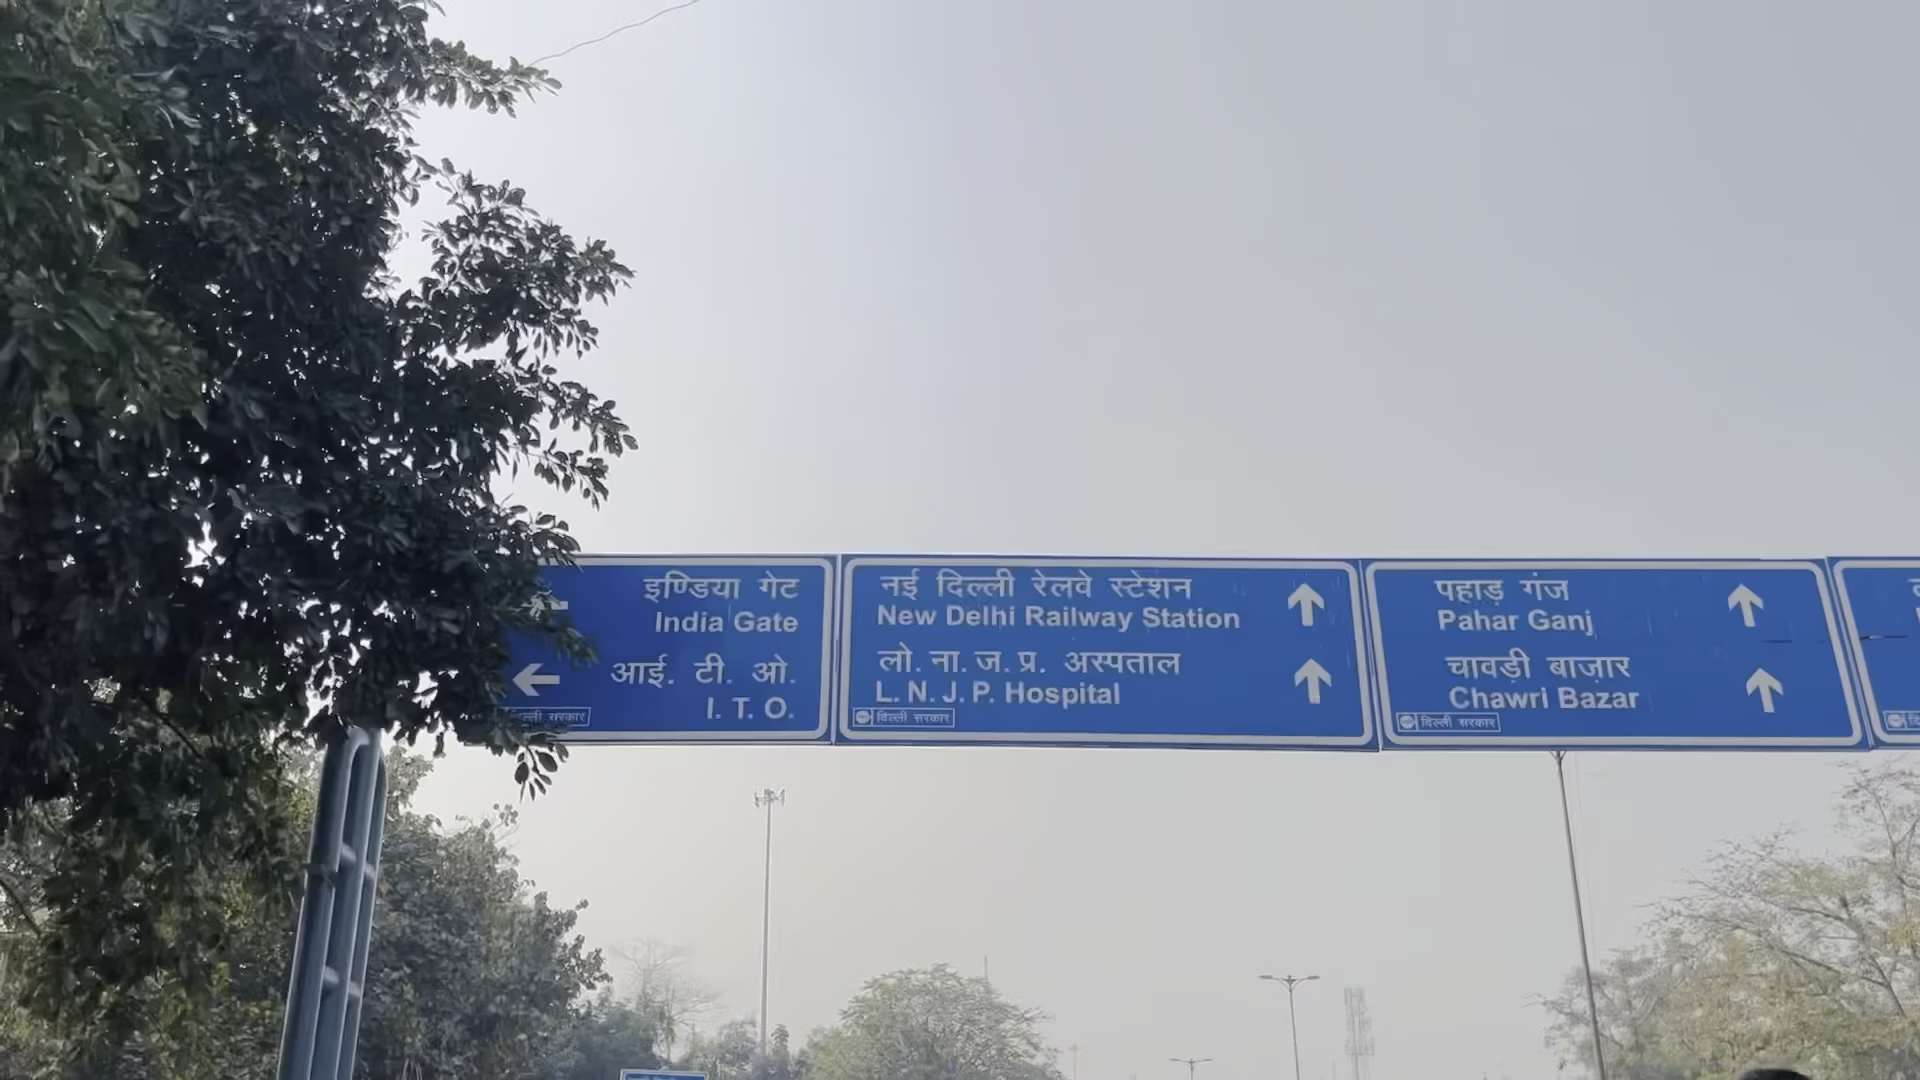 इण्डिया गेट
India Gate
आई. टी. ओ.
I. T. O.
दिल्ली सरकार
नई दिल्ली रेलवे स्टेशन
New Delhi Railway Station
लो. ना. ज. प्र. अस्पताल
L. N. J. P. Hospital
दिल्ली सरकार
पहाड़ गंज
Pahar Ganj
चावड़ी बाज़ार
Chawri Bazar
दिल्ली सरकार